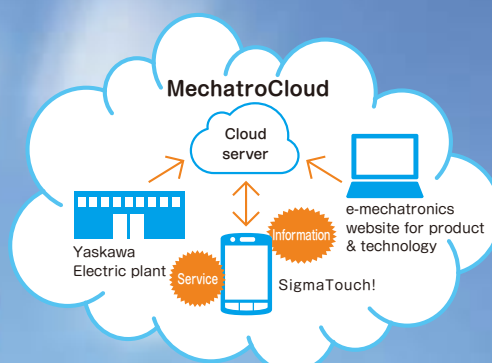 MechatroCloud
Cloud
server
Yaskawa
Electric plant
Service
Information
SigmaTouch!
e-mechatronics
website for product
& technology